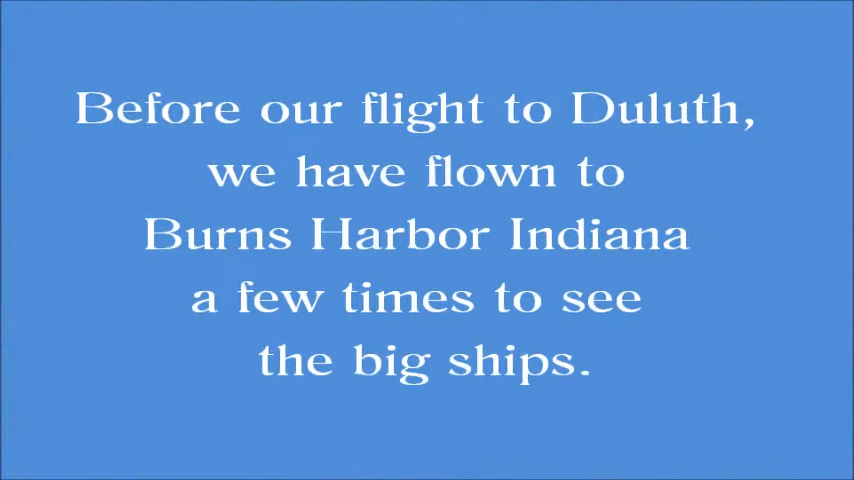 Before our flight to Duluth,
we have flown to
Burns Harbor Indiana
a few times to see
the big ships.